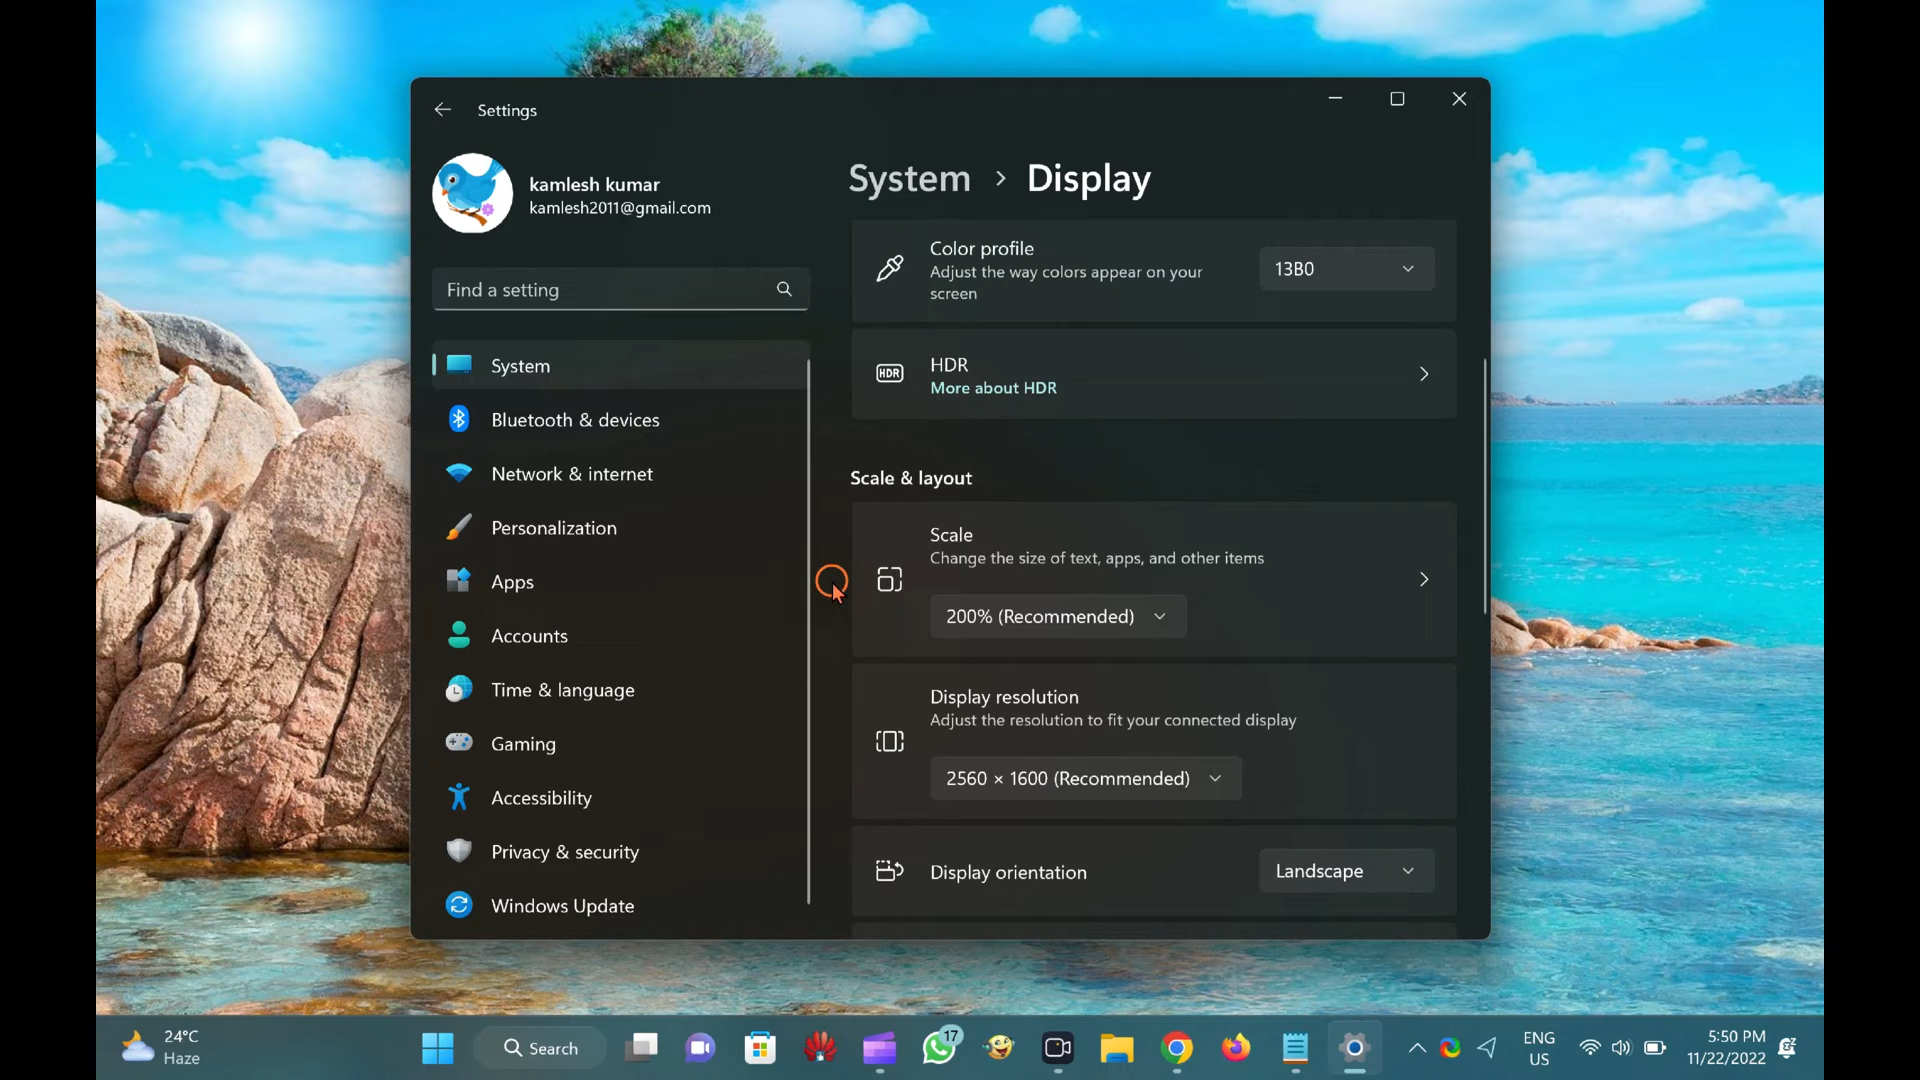 Settings
kamlesh kumar
kamlesh2011@gmail.com
Find a setting
System
Bluetooth & devices
Network & internet
Personalization
Apps
Accounts
Time & language
Gaming
Accessibility
Privacy & security
Windows Update
System > Display
Color profile
Adjust the way colors appear on your
screen
13B0
HDR
HDR
More about HDR
Scale & layout
Scale
Change the size of text, apps, and other items
200% (Recommended)
Display resolution
Adjust the resolution to fit your connected display
2560 × 1600 (Recommended)
Display orientation
Landscape
24°C
Haze
Search
17
ENG
US
5:50 PM
11/22/2022